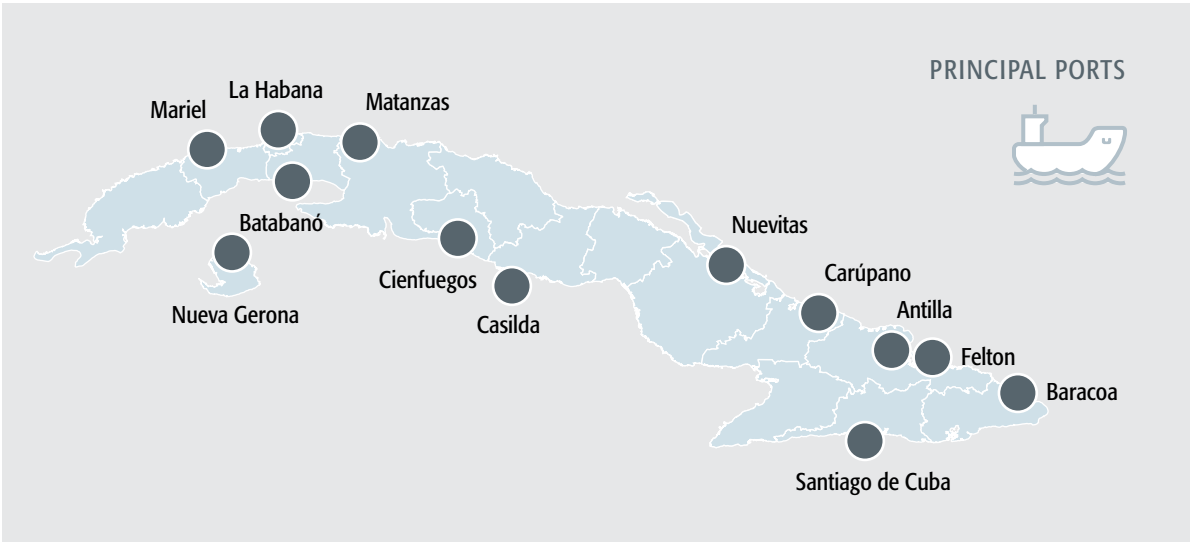 PRINCIPAL PORTS
La Habana
Mariel
Matanzas
Batabanó
Nuevitas
Cienfuegos
Carúpano
Nueva Gerona
Casilda
Antilla
Felton
Baracoa
Santiago de Cuba